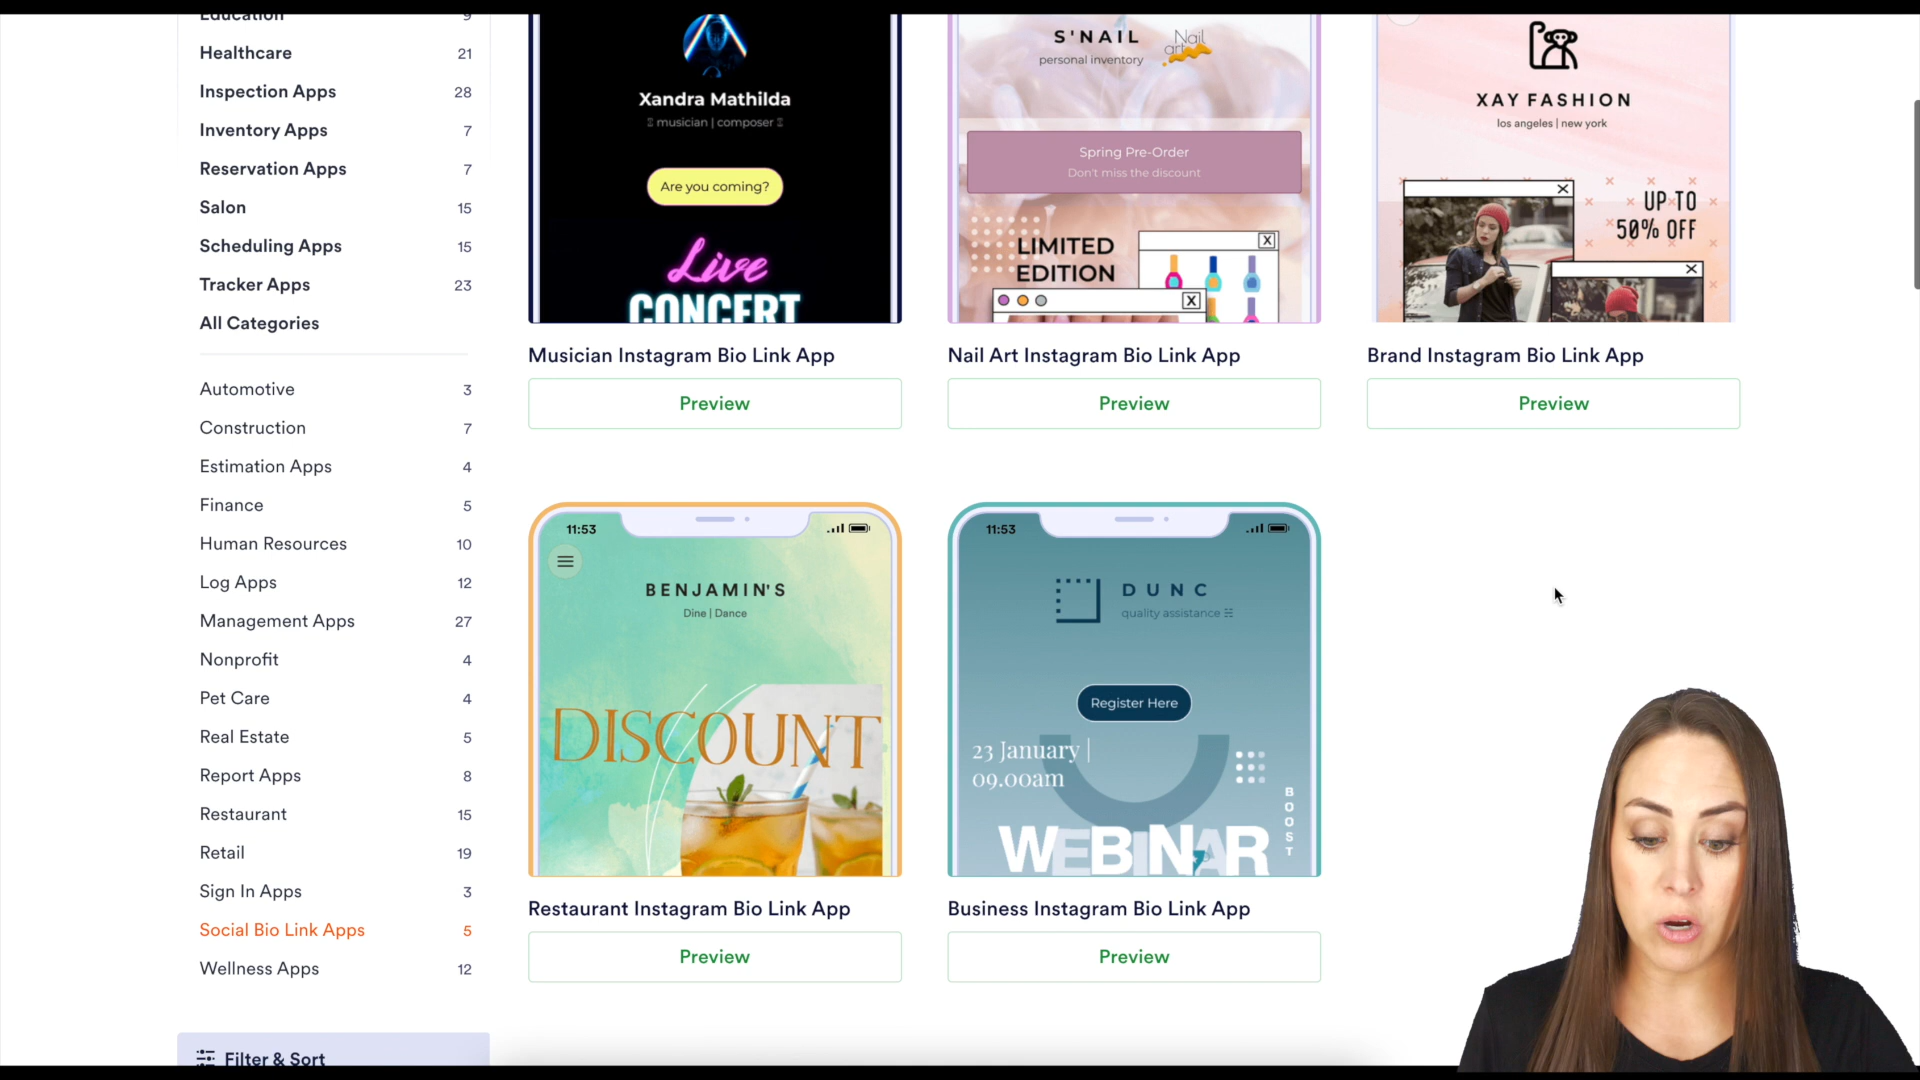 Education 9
Healthcare 21
Inspection Apps 28
Inventory Apps 7
Reservation Apps 7
Salon 15
Scheduling Apps 15
Tracker Apps 23
All Categories
Automotive 3
Construction 7
Estimation Apps 4
Finance 5
Human Resources 10
Log Apps 12
Management Apps 27
Nonprofit 4
Pet Care 4
Real Estate 5
Report Apps 8
Restaurant 15
Retail 19
Sign In Apps 3
Social Bio Link Apps 5
Wellness Apps 12
Filter & Sort
Xandra Mathilda
musician | composer
Are you coming?
Live
CONCERT
Musician Instagram Bio Link App
Preview
S'NAIL
Nail
art
personal inventory
Spring Pre-Order
Don't miss the discount
LIMITED
EDITION
X
X
Nail Art Instagram Bio Link App
Preview
XAY FASHION
los angeles | new york
UP TO
50% OFF
Brand Instagram Bio Link App
Preview
11:53
BENJAMIN'S
Dine | Dance
DISCOUNT
Restaurant Instagram Bio Link App
Preview
11:53
DUNC
quality assistance
Register Here
23 January |
09.00am
BOOST
WEBINAR
Business Instagram Bio Link App
Preview